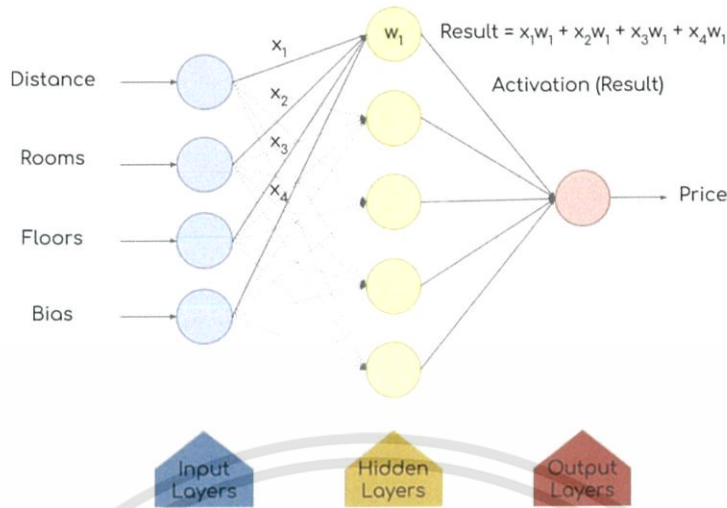 w₁
Result = x₁w₁ + x₂w₁ + x₃w₁ + x₄w₁
x₁
Distance
Activation (Result)
x₂
Rooms
x₃
x₄
Price
Floors
Bias
Input
Layers
Hidden
Layers
Output
Layers